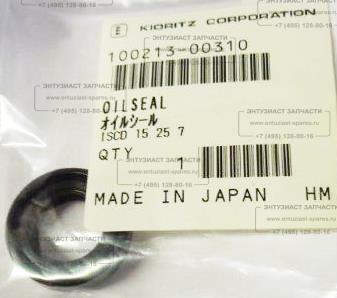 E KIORITZ CORPORATION
100213-00310
OILSEAL
オイルシール
ISCD 15 25 7
QTY 1
MADE IN JAPAN HM
ЭНТУЗИАСТ ЗАПЧАСТИ
www.entuziast-spares.ru
+7 (495) 128-80-16